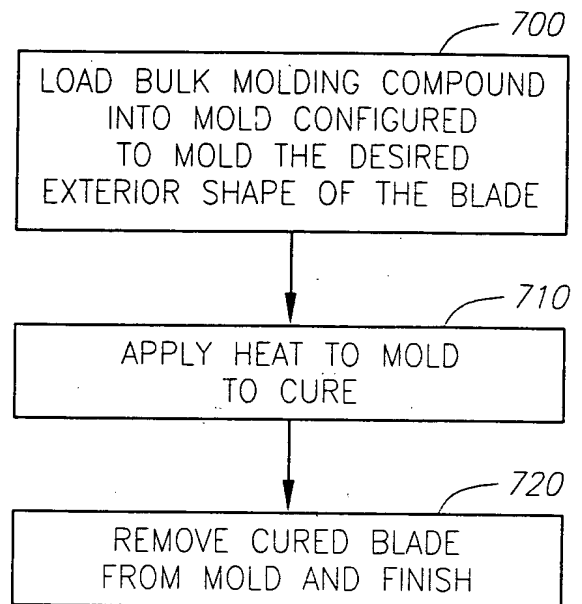 700
LOAD BULK MOLDING COMPOUND
INTO MOLD CONFIGURED
TO MOLD THE DESIRED
EXTERIOR SHAPE OF THE BLADE
710
APPLY HEAT TO MOLD
TO CURE
720
REMOVE CURED BLADE
FROM MOLD AND FINISH